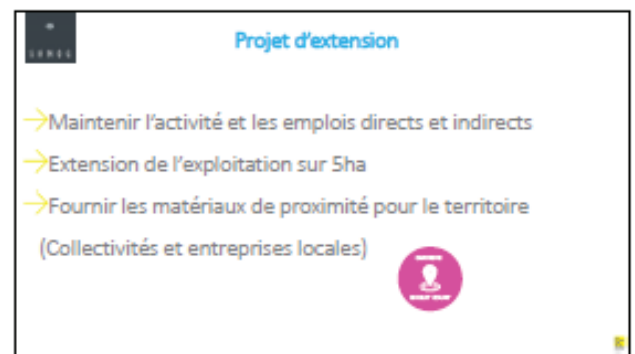 Projet d'extension
Maintenir l'activité et les emplois directs et indirects
Extension de l'exploitation sur 5ha
Fournir les matériaux de proximité pour le territoire
(Collectivités et entreprises locales)